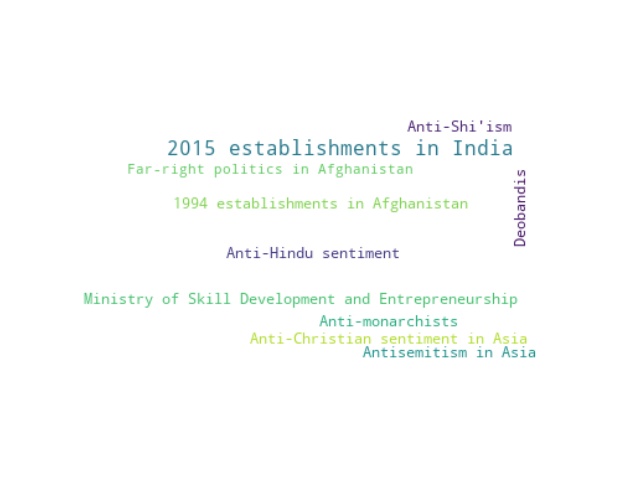 Anti-Shi'ism
2015 establishments in India
Far-right politics in Afghanistan
Deobandis
1994 establishments in Afghanistan
Anti-Hindu sentiment
Ministry of Skill Development and Entrepreneurship
Anti-monarchists
Anti-Christian sentiment in Asia
Antisemitism in Asia